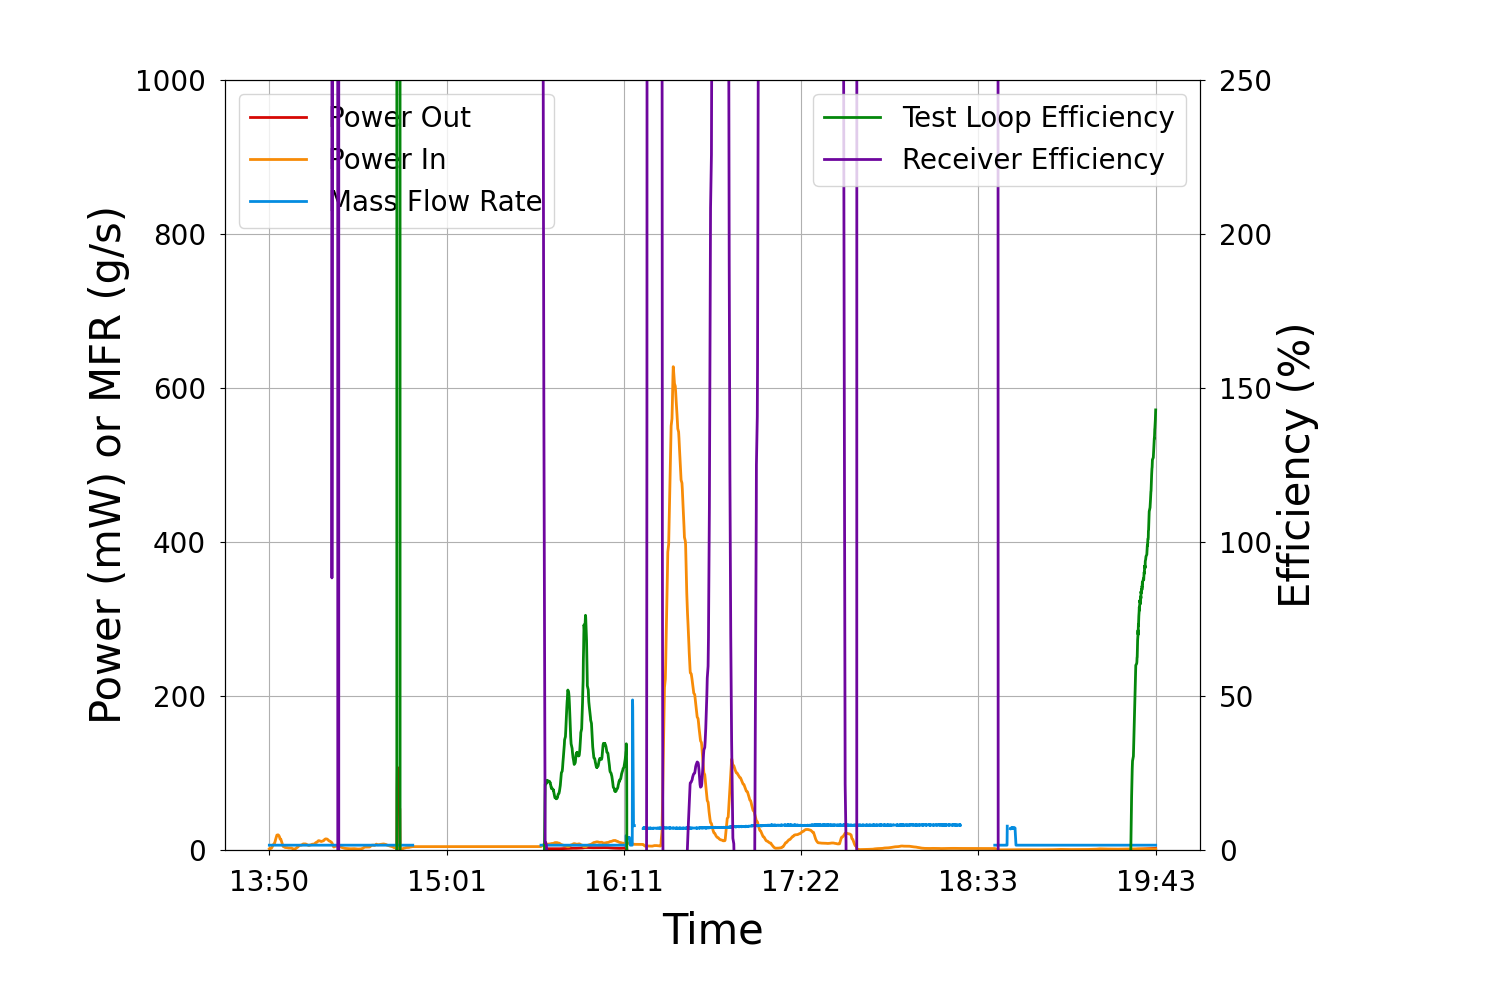 1000
800
600
400
200
0
Power (mW) or MFR (g/s)
Power Out
Power In
Mass Flow Rate
Test Loop Efficiency
Receiver Efficiency
250
200
150
100
50
0
Efficiency (%)
13:50 15:01 16:11 17:22 18:33 19:43
Time